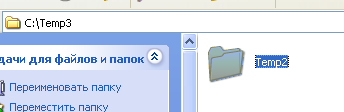 C:\Temp3
дачи для файлов и папок
Temp2
Переименовать папку
Переместить папку